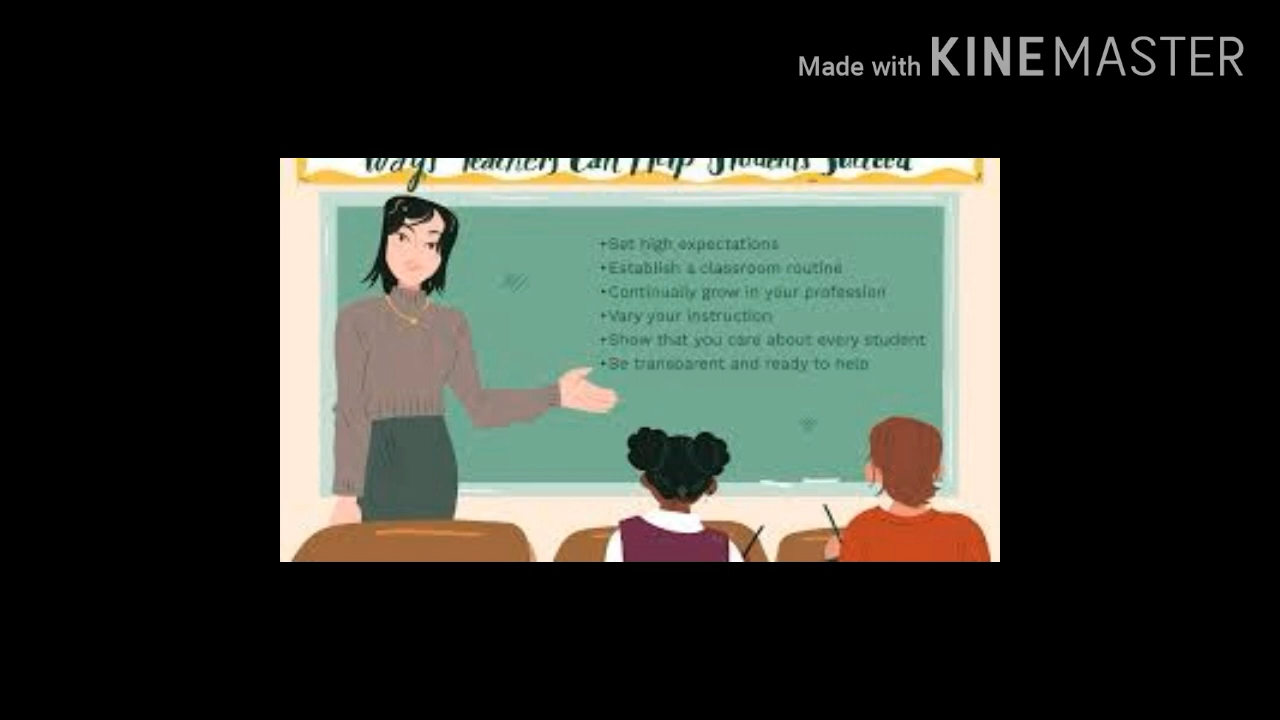 Made with KINEMASTER
Ways Teachers Can Help Students Succeed
•Set high expectations
•Establish a classroom routine
•Continually grow in your profession
•Vary your instruction
•Show that you care about every student
•Be transparent and ready to help